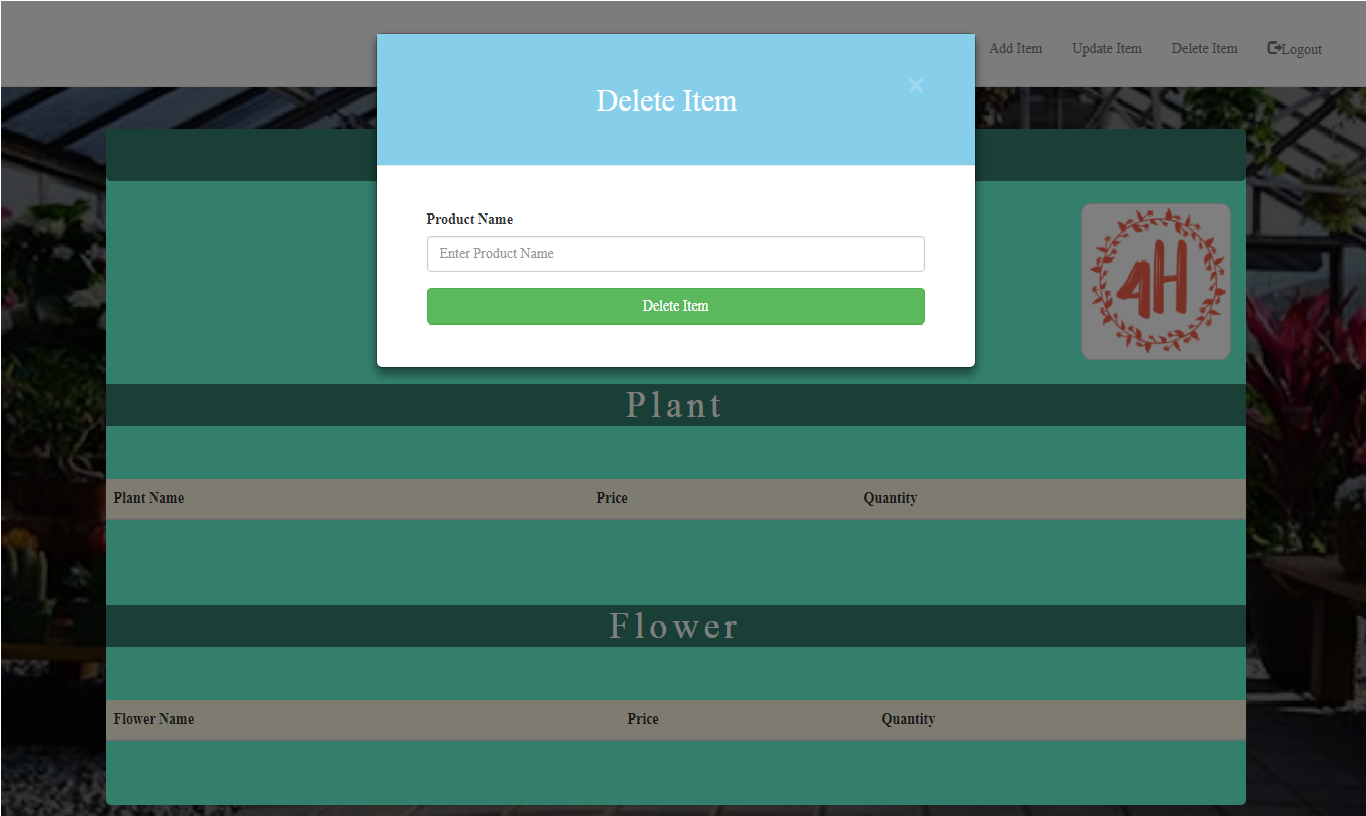 Add Item Update Item Delete Item Logout
Delete Item ×
Product Name
Enter Product Name
Delete Item
4H
Plant
Plant Name Price Quantity
Flower
Flower Name Price Quantity